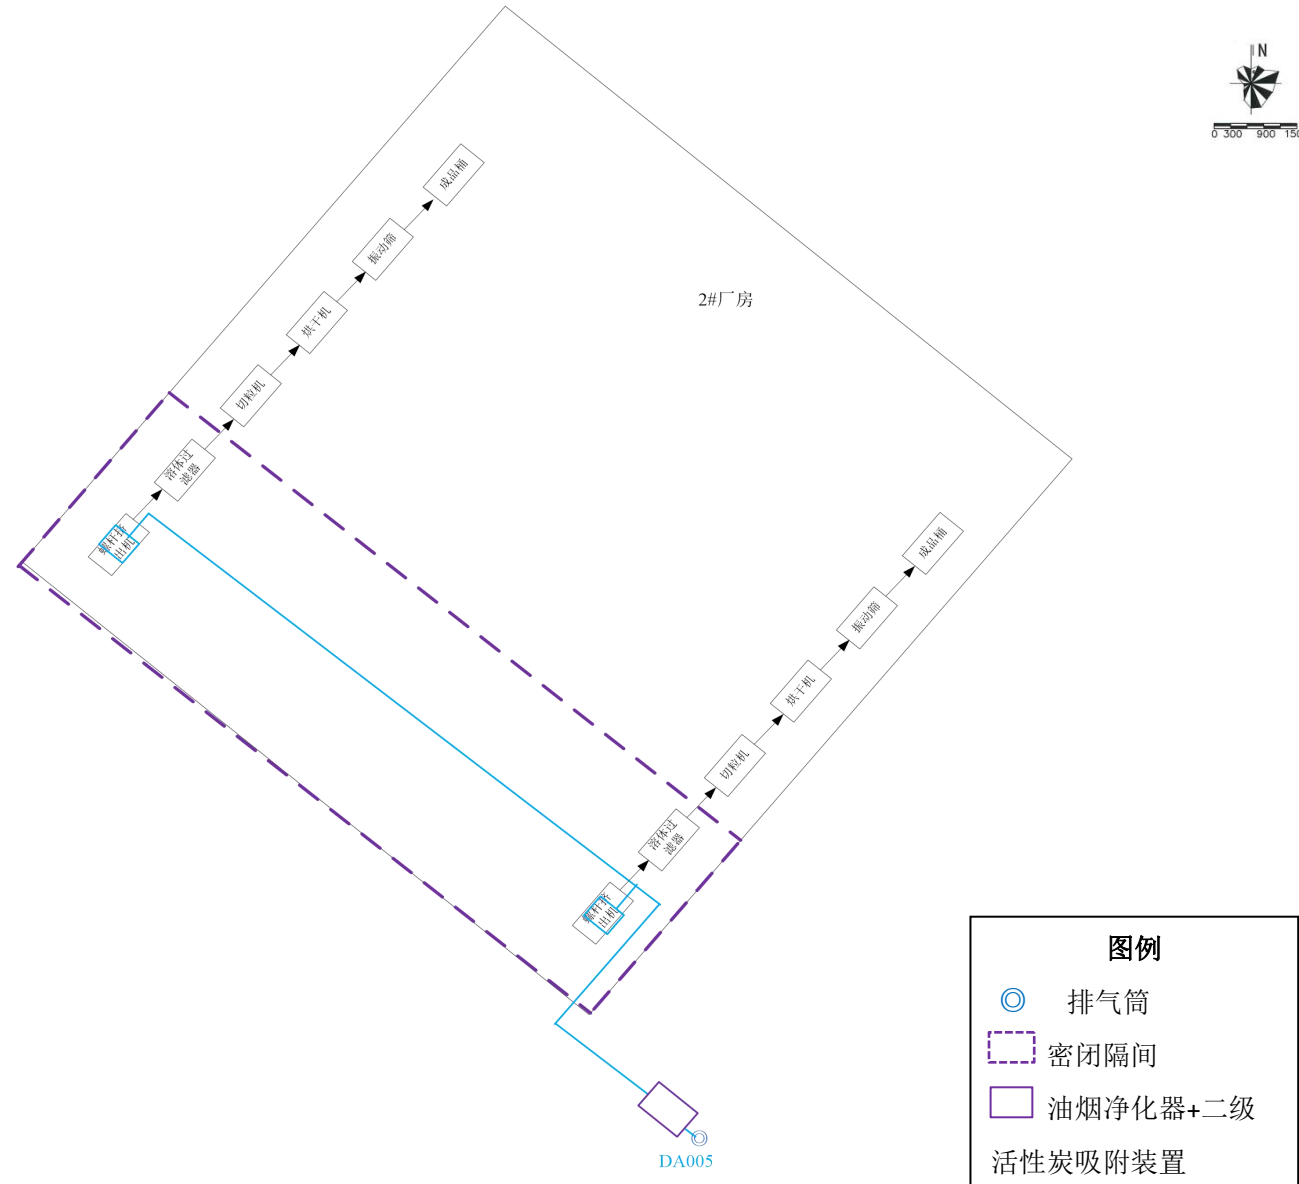 N
0 300 900 150
成品桶
振动筛
烘干机
切粒机
溶体过
滤器
螺杆挤
出机
2#厂房
成品桶
振动筛
烘干机
切粒机
溶体过
滤器
螺杆挤
出机
DA005
图例
排气筒
密闭隔间
油烟净化器+二级
活性炭吸附装置